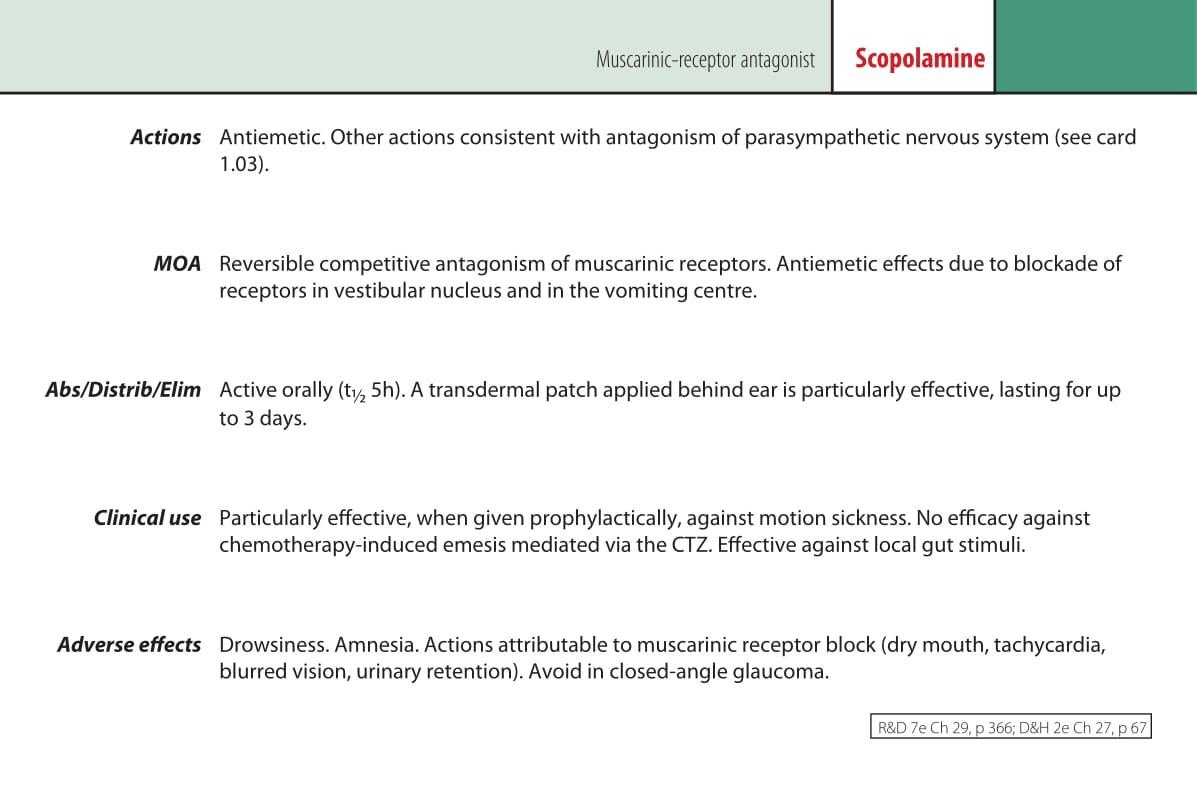 Muscarinic-receptor antagonist Scopolamine
Actions Antiemetic. Other actions consistent with antagonism of parasympathetic nervous system (see card
1.03).
MOA Reversible competitive antagonism of muscarinic receptors. Antiemetic effects due to blockade of
receptors in vestibular nucleus and in the vomiting centre.
Abs/Distrib/Elim Active orally (t½ 5h). A transdermal patch applied behind ear is particularly effective, lasting for up
to 3 days.
Clinical use Particularly effective, when given prophylactically, against motion sickness. No efficacy against
chemotherapy-induced emesis mediated via the CTZ. Effective against local gut stimuli.
Adverse effects Drowsiness. Amnesia. Actions attributable to muscarinic receptor block (dry mouth, tachycardia,
blurred vision, urinary retention). Avoid in closed-angle glaucoma.
R&D 7e Ch 29, p 366; D&H 2e Ch 27, p 67